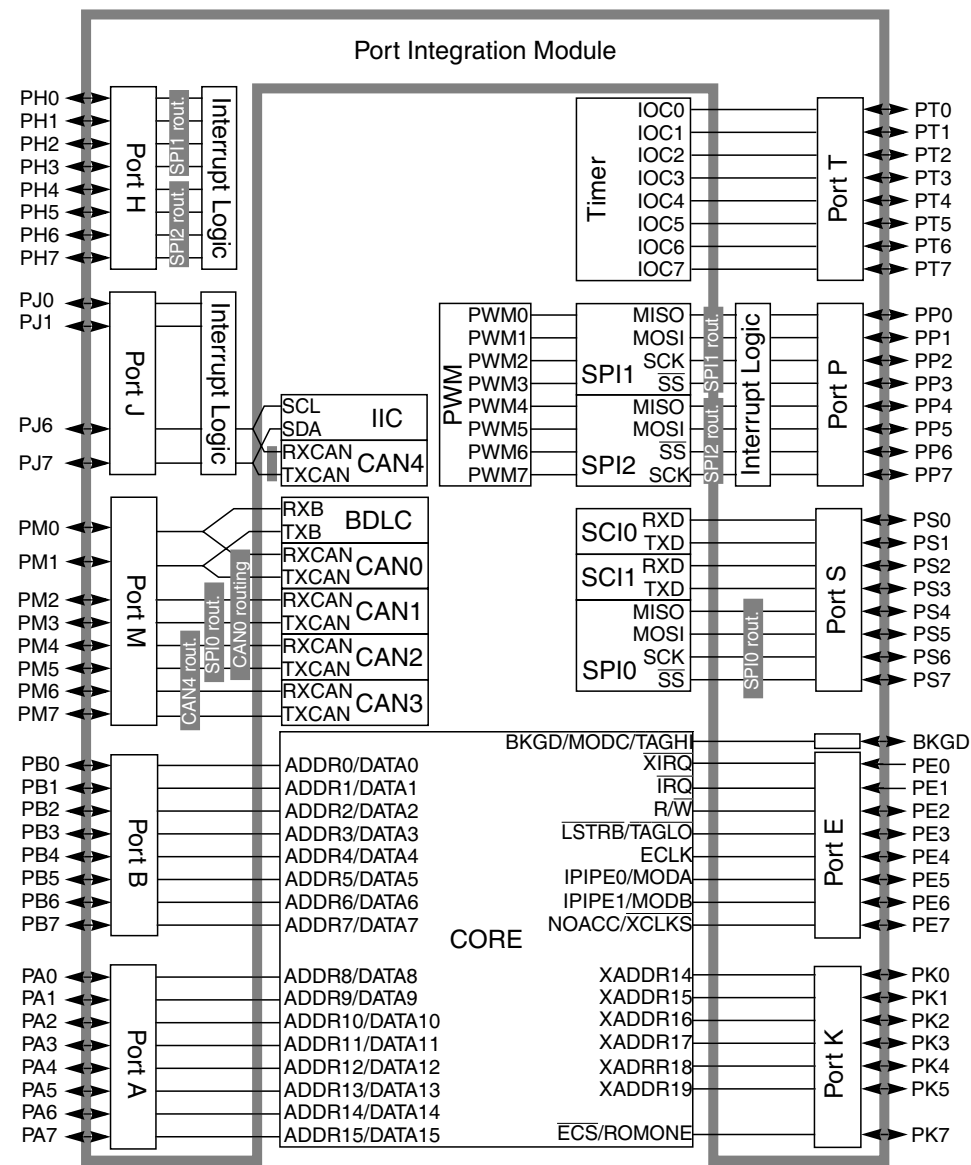 Port Integration Module
PH0
PH1
PH2
PH3
PH4
PH5
PH6
PH7
Port H
SPI1 rout.
SPI2 rout.
Interrupt Logic
PJ0
PJ1
PJ6
PJ7
Port J
Interrupt Logic
SCL
SDA
IIC
RXCAN
TXCAN
CAN4
PM0
PM1
PM2
PM3
PM4
PM5
PM6
PM7
Port M
CAN4 rout.
SPI0 rout.
CAN0 routing
RXB
TXB
BDLC
RXCAN
TXCAN
CAN0
RXCAN
TXCAN
CAN1
RXCAN
TXCAN
CAN2
RXCAN
TXCAN
CAN3
PB0
PB1
PB2
PB3
PB4
PB5
PB6
PB7
Port B
ADDR0/DATA0
ADDR1/DATA1
ADDR2/DATA2
ADDR3/DATA3
ADDR4/DATA4
ADDR5/DATA5
ADDR6/DATA6
ADDR7/DATA7
PA0
PA1
PA2
PA3
PA4
PA5
PA6
PA7
Port A
ADDR8/DATA8
ADDR9/DATA9
ADDR10/DATA10
ADDR11/DATA11
ADDR12/DATA12
ADDR13/DATA13
ADDR14/DATA14
ADDR15/DATA15
CORE
Timer
IOC0
IOC1
IOC2
IOC3
IOC4
IOC5
IOC6
IOC7
Port T
PT0
PT1
PT2
PT3
PT4
PT5
PT6
PT7
PWM
PWM0
PWM1
PWM2
PWM3
PWM4
PWM5
PWM6
PWM7
SPI1
MISO
MOSI
SCK
SS
SPI2
MISO
MOSI
SS
SCK
SPI1 rout.
SPI2 rout.
Interrupt Logic
Port P
PP0
PP1
PP2
PP3
PP4
PP5
PP6
PP7
SCI0
RXD
TXD
SCI1
RXD
TXD
SPI0
MISO
MOSI
SCK
SS
SPI0 rout.
Port S
PS0
PS1
PS2
PS3
PS4
PS5
PS6
PS7
BKGD/MODC/TAGHI
XIRQ
IRQ
R/W
LSTRB/TAGLO
ECLK
IPIPE0/MODA
IPIPE1/MODB
NOACC/XCLKS
Port E
BKGD
PE0
PE1
PE2
PE3
PE4
PE5
PE6
PE7
XADDR14
XADDR15
XADDR16
XADDR17
XADRR18
XADDR19
ECS/ROMONE
Port K
PK0
PK1
PK2
PK3
PK4
PK5
PK7